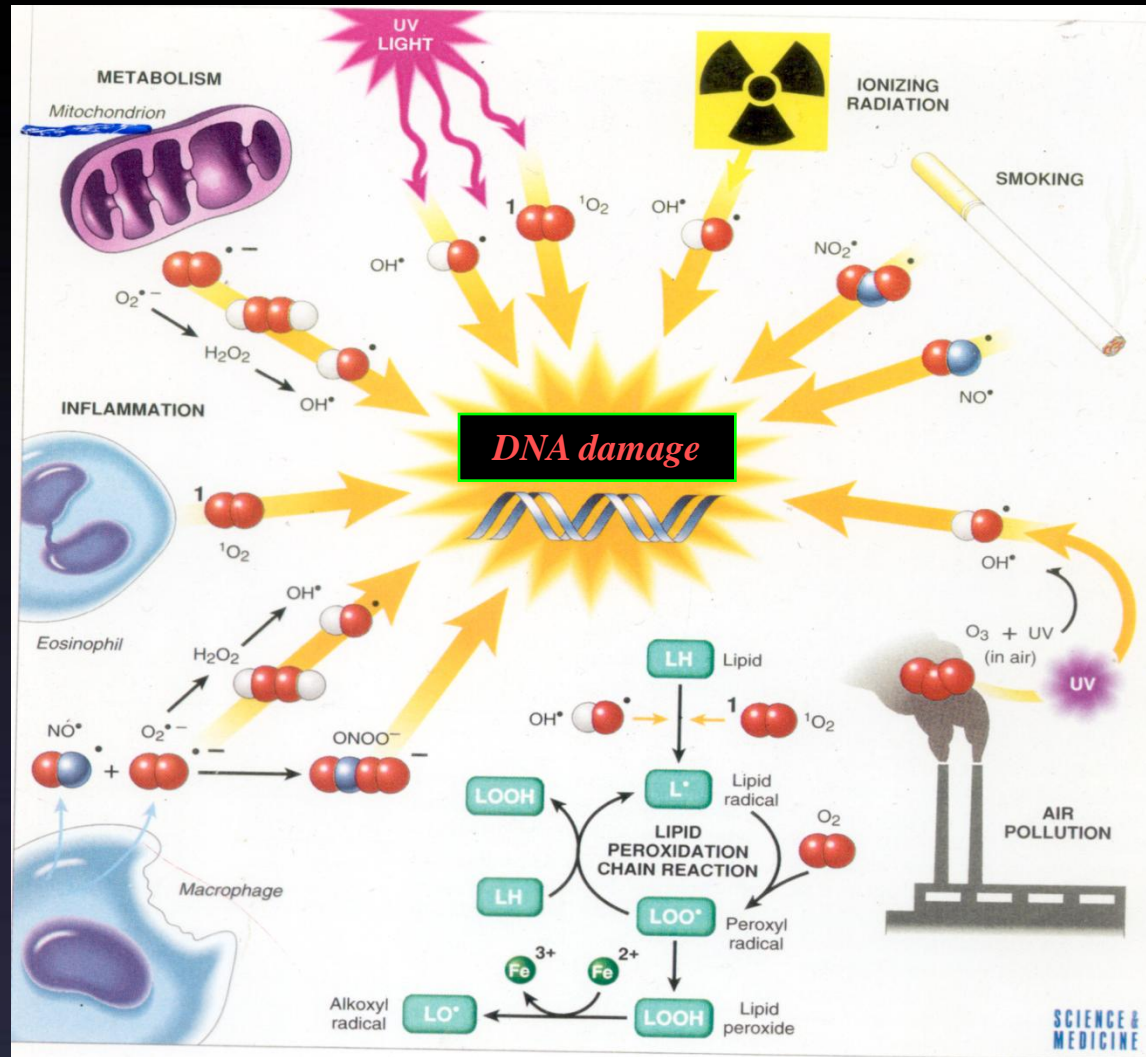 UV
LIGHT
METABOLISM
Mitochondrion
IONIZING
RADIATION
SMOKING
1
¹O₂
OH•
OH•
NO₂•
• −
O₂•−
H₂O₂
OH•
NO•
INFLAMMATION
DNA damage
1
¹O₂
OH•
OH•
Eosinophil
H₂O₂
O₃ + UV
(in air)
UV
LH Lipid
OH•
1
¹O₂
NO•
O₂•−
ONOO−
• + • − −
LOOH
L•
Lipid
radical
O₂
AIR
POLLUTION
LIPID
PEROXIDATION
CHAIN REACTION
Macrophage
LH
LOO•
Peroxyl
radical
Fe 3+
Fe 2+
Alkoxyl
radical
LO•
LOOH
Lipid
peroxide
SCIENCE &
MEDICINE